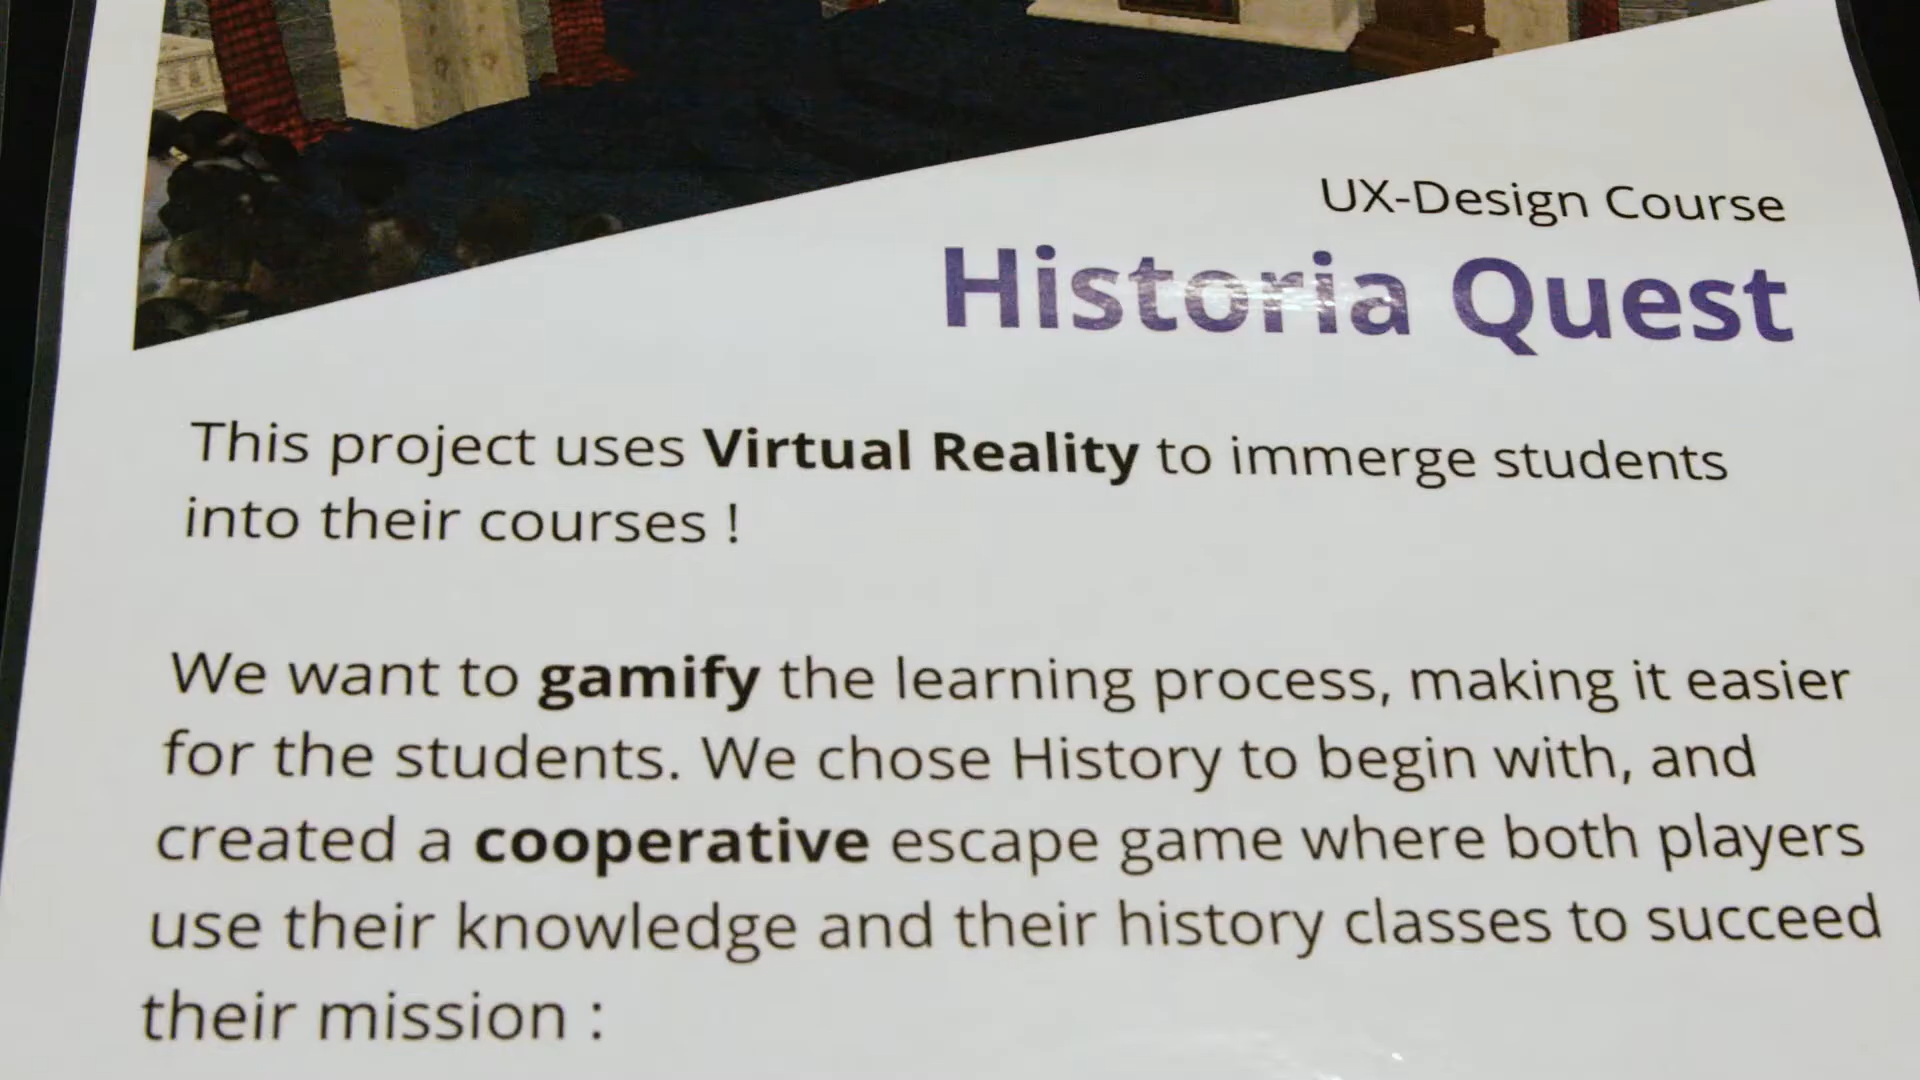 UX-Design Course
Historia Quest
This project uses Virtual Reality to immerge students
into their courses !
We want to gamify the learning process, making it easier
for the students. We chose History to begin with, and
created a cooperative escape game where both players
use their knowledge and their history classes to succeed
their mission :